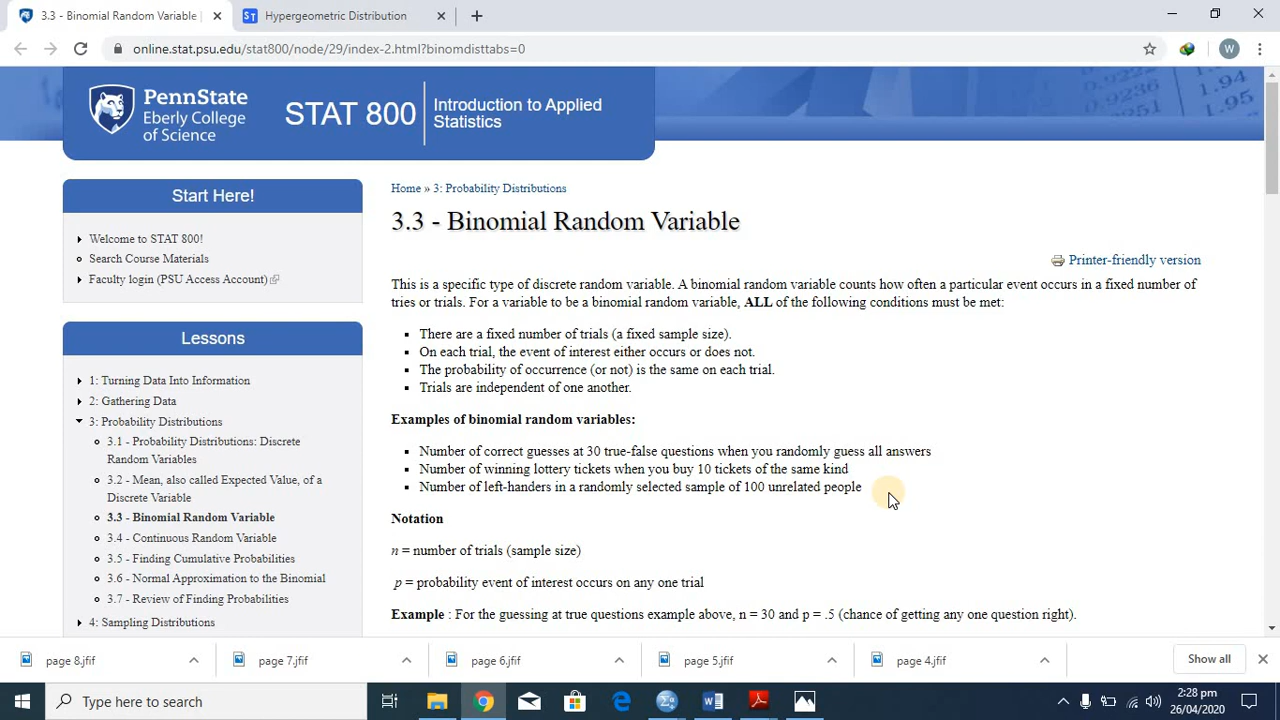 3.3 - Binomial Random Variable |
Hypergeometric Distribution
online.stat.psu.edu/stat800/node/29/index-2.html?binomdisttabs=0
W
PennState
Eberly College
of Science
STAT 800
Introduction to Applied
Statistics
0.9222
1.94
0.9236
1.95
Start Here!
Welcome to STAT 800!
Search Course Materials
Faculty login (PSU Access Account)
Lessons
1: Turning Data Into Information
2: Gathering Data
3: Probability Distributions
3.1 - Probability Distributions: Discrete
Random Variables
3.2 - Mean, also called Expected Value, of a
Discrete Variable
3.3 - Binomial Random Variable
3.4 - Continuous Random Variable
3.5 - Finding Cumulative Probabilities
3.6 - Normal Approximation to the Binomial
3.7 - Review of Finding Probabilities
4: Sampling Distributions
Home » 3: Probability Distributions
3.3 - Binomial Random Variable
Printer-friendly version
This is a specific type of discrete random variable. A binomial random variable counts how often a particular event occurs in a fixed number of
tries or trials. For a variable to be a binomial random variable, ALL of the following conditions must be met:
There are a fixed number of trials (a fixed sample size).
On each trial, the event of interest either occurs or does not.
The probability of occurrence (or not) is the same on each trial.
Trials are independent of one another.
Examples of binomial random variables:
Number of correct guesses at 30 true-false questions when you randomly guess all answers
Number of winning lottery tickets when you buy 10 tickets of the same kind
Number of left-handers in a randomly selected sample of 100 unrelated people
Notation
n = number of trials (sample size)
p = probability event of interest occurs on any one trial
Example : For the guessing at true questions example above, n = 30 and p = .5 (chance of getting any one question right).
page 8.jfif
page 7.jfif
page 6.jfif
page 5.jfif
page 4.jfif
Show all
Type here to search
2:28 pm
26/04/2020